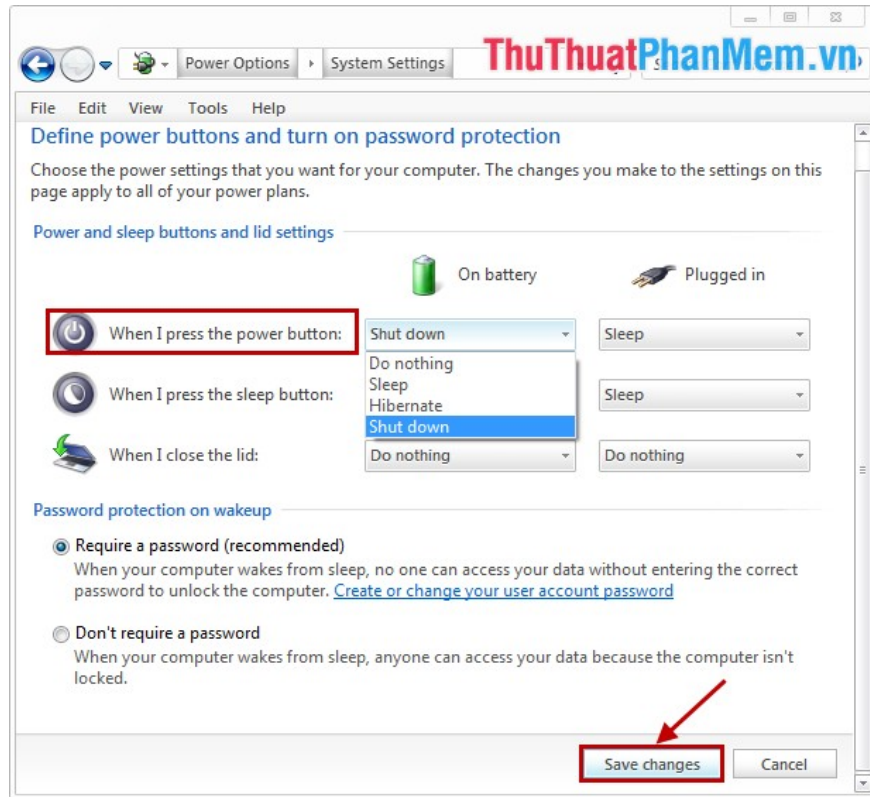 Power Options
System Settings
ThuThuatPhanMem.vn
File Edit View Tools Help
Define power buttons and turn on password protection
Choose the power settings that you want for your computer. The changes you make to the settings on this
page apply to all of your power plans.
Power and sleep buttons and lid settings
On battery Plugged in
When I press the power button: Shut down Sleep
Do nothing
Sleep
Hibernate
Shut down
When I press the sleep button: Sleep
When I close the lid: Do nothing Do nothing
Password protection on wakeup
Require a password (recommended)
When your computer wakes from sleep, no one can access your data without entering the correct
password to unlock the computer. Create or change your user account password
Don't require a password
When your computer wakes from sleep, anyone can access your data because the computer isn't
locked.
Save changes Cancel